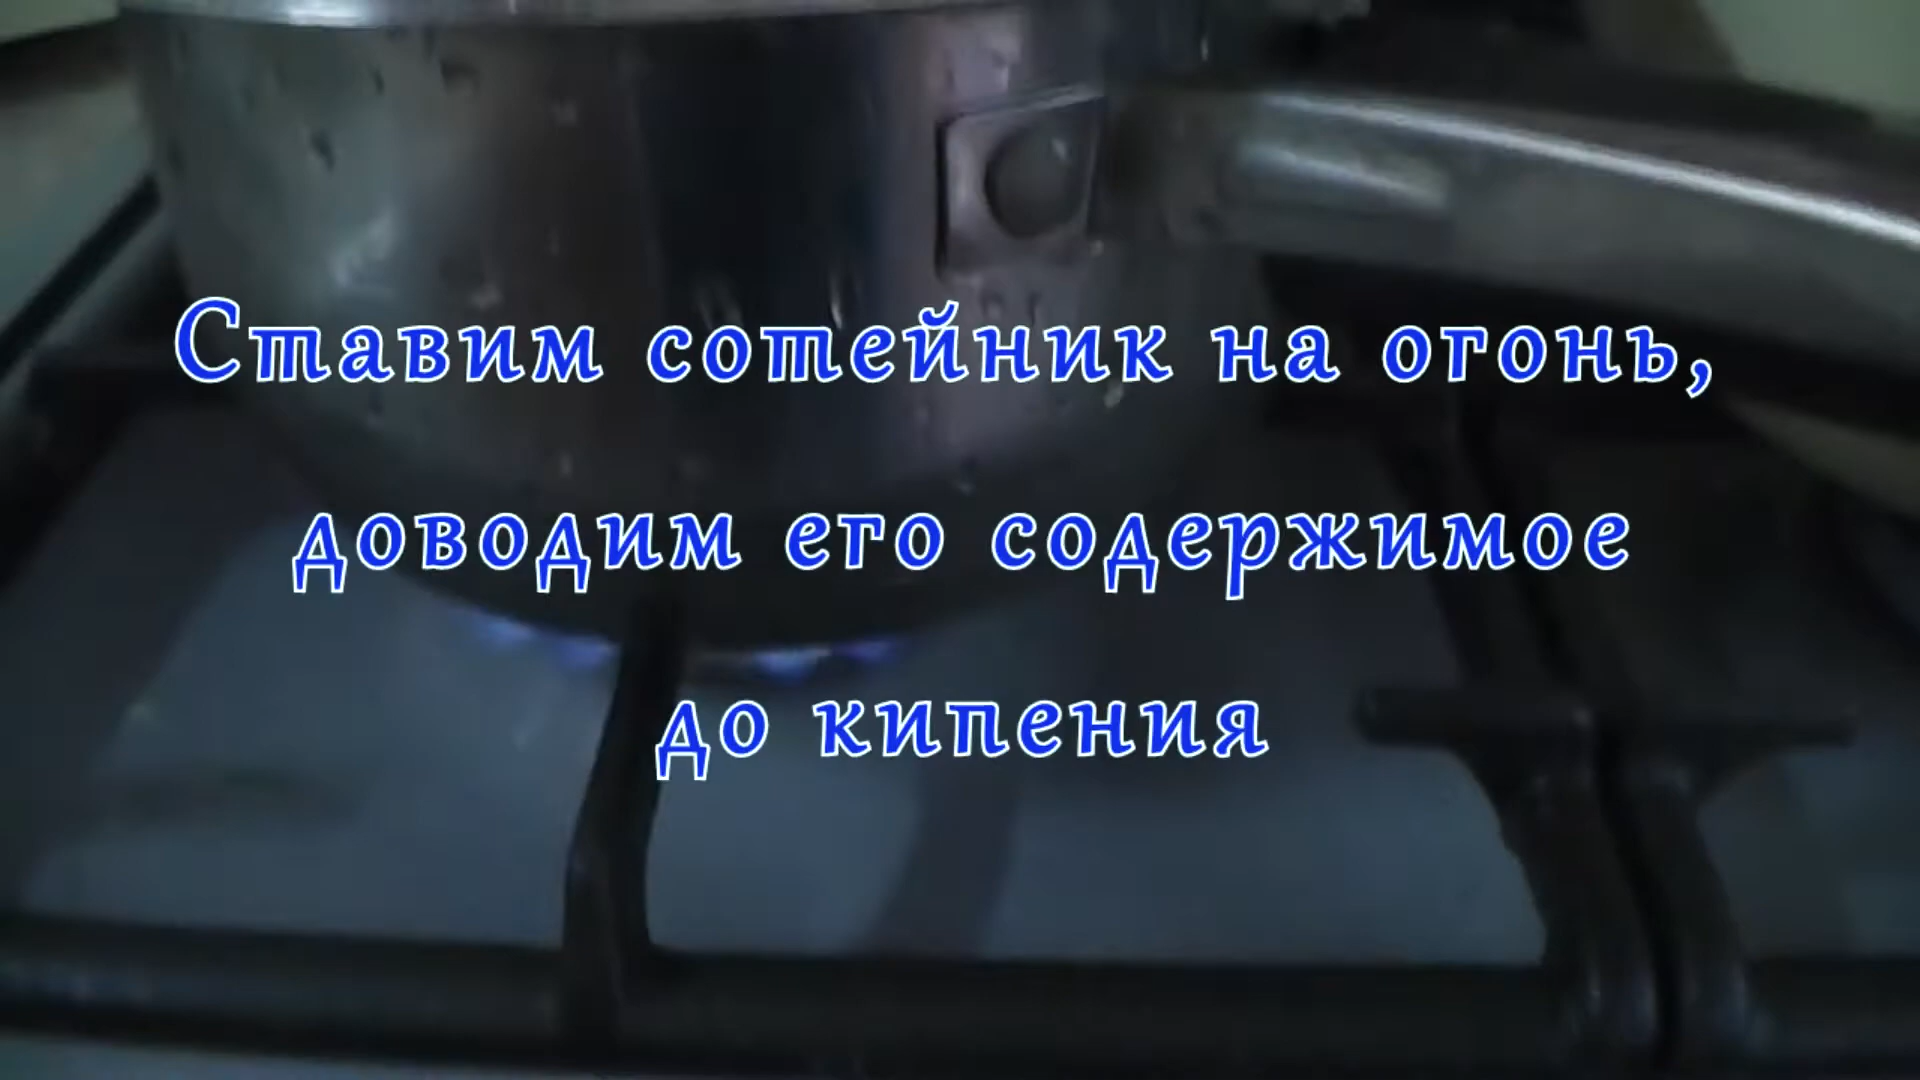 Ставим сотейник на огонь,
доводим его содержимое
до кипения